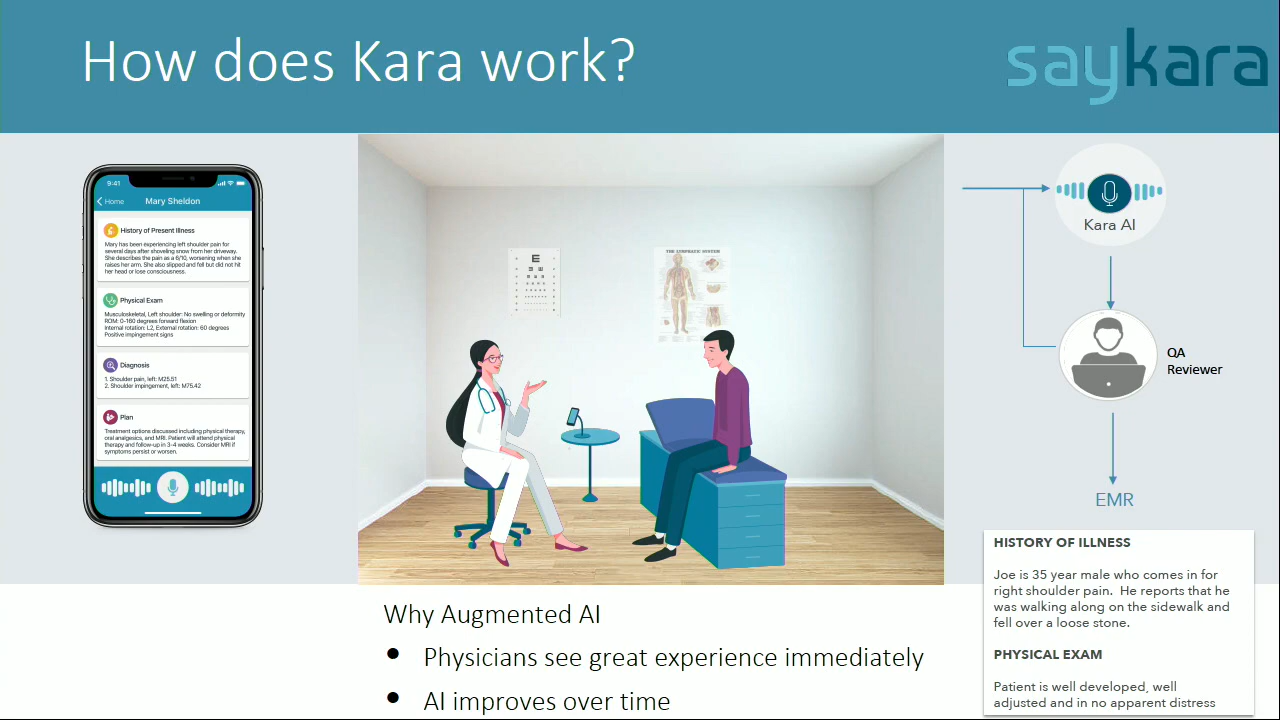 How does Kara work?
saykara
9:41
Home
Mary Sheldon
History of Present Illness
Mary has been experiencing left shoulder pain for
several days after shoveling snow from her driveway.
She describes the pain as a 6/10, worsening when she
raises her arm. She also slipped and fell but did not hit
her head or lose consciousness.
Physical Exam
Musculoskeletal, Left shoulder: No swelling or deformity
ROM: 0-160 degrees forward flexion
Internal rotation: L2, External rotation: 60 degrees
Positive impingement signs
Diagnosis
1. Shoulder pain, left: M25.51
2. Shoulder impingement, left: M75.42
Plan
Treatment options discussed including physical therapy,
oral analgesics, and MRI. Patient will attend physical
therapy and follow-up in 3-4 weeks. Consider MRI if
symptoms persist or worsen.
E
THE LYMPHATIC SYSTEM
Kara AI
QA
Reviewer
EMR
HISTORY OF ILLNESS
Joe is 35 year male who comes in for
right shoulder pain. He reports that he
was walking along on the sidewalk and
fell over a loose stone.
PHYSICAL EXAM
Patient is well developed, well
adjusted and in no apparent distress
Why Augmented AI
• Physicians see great experience immediately
• AI improves over time